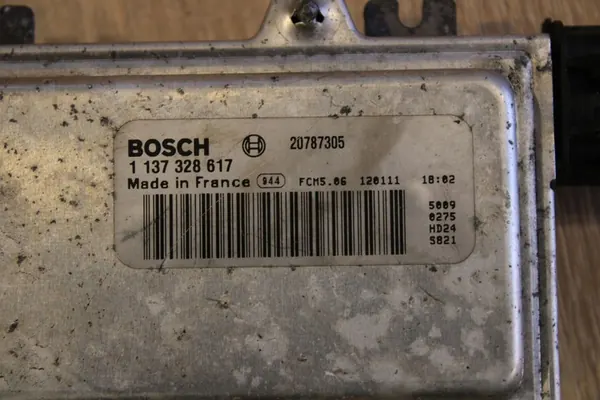 BOSCH 20787305
1 137 328 617
Made in France 944 FCM5.06 120111 18:02
5009
0275
HD24
S821